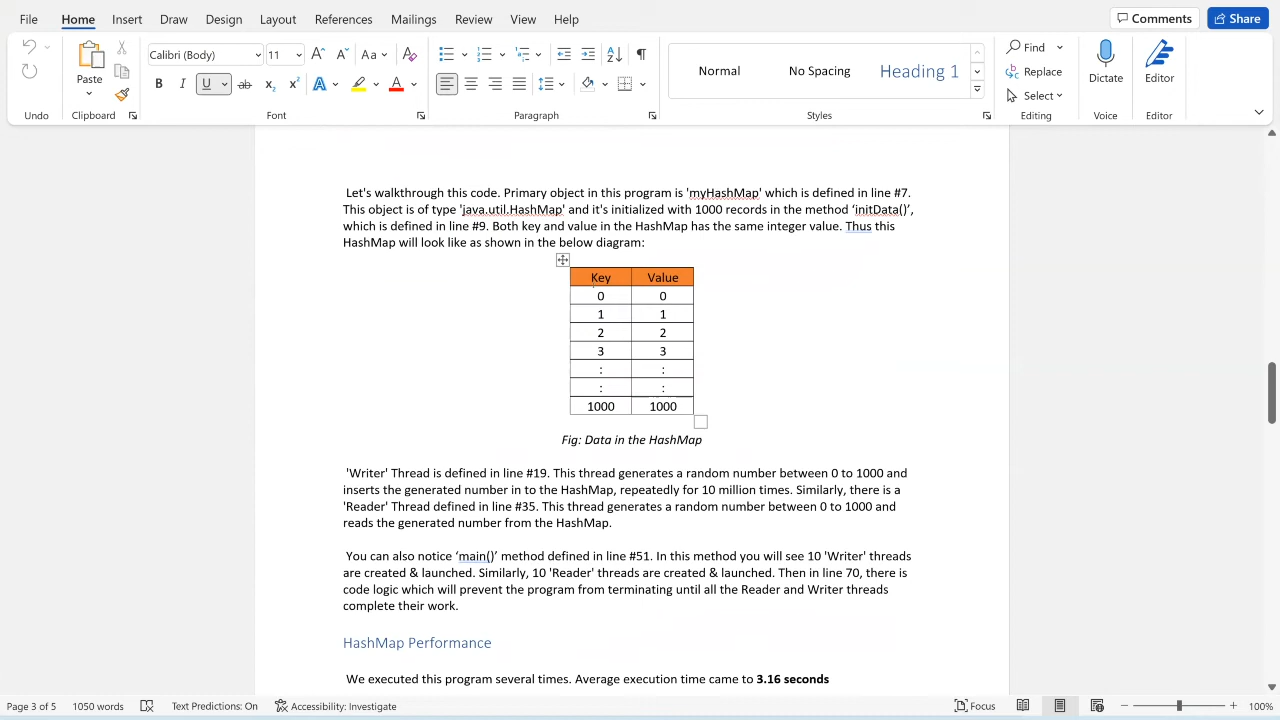 File Home Insert Draw Design Layout References Mailings Review View Help Comments Share
Calibri (Body) 11 Aa
Paste
Normal No Spacing Heading 1
Find
Replace
Select
Dictate Editor
Undo Clipboard Font Paragraph Styles Editing Voice Editor
Let's walkthrough this code. Primary object in this program is 'myHashMap' which is defined in line #7.
This object is of type 'java.util.HashMap' and it's initialized with 1000 records in the method ‘initData()’,
which is defined in line #9. Both key and value in the HashMap has the same integer value. Thus this
HashMap will look like as shown in the below diagram:
Key Value
0 0
1 1
2 2
3 3
: :
: :
1000 1000
Fig: Data in the HashMap
'Writer' Thread is defined in line #19. This thread generates a random number between 0 to 1000 and
inserts the generated number in to the HashMap, repeatedly for 10 million times. Similarly, there is a
'Reader' Thread defined in line #35. This thread generates a random number between 0 to 1000 and
reads the generated number from the HashMap.
You can also notice ‘main()’ method defined in line #51. In this method you will see 10 'Writer' threads
are created & launched. Similarly, 10 'Reader' threads are created & launched. Then in line 70, there is
code logic which will prevent the program from terminating until all the Reader and Writer threads
complete their work.
HashMap Performance
We executed this program several times. Average execution time came to 3.16 seconds
Page 3 of 5 1050 words Text Predictions: On Accessibility: Investigate Focus 100%